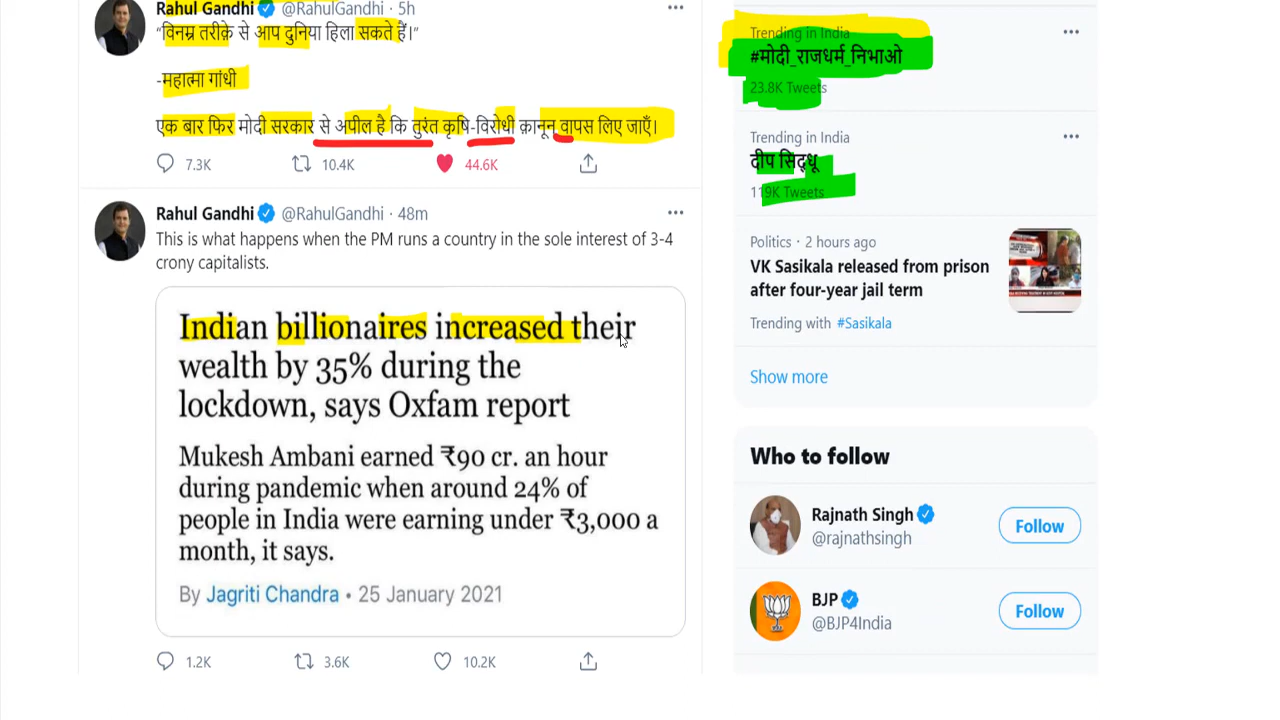 Rahul Gandhi @RahulGandhi · 5h
“विनम्र तरीक़े से आप दुनिया हिला सकते हैं।”
-महात्मा गांधी
एक बार फिर मोदी सरकार से अपील है कि तुरंत कृषि-विरोधी क़ानून वापस लिए जाएँ।
7.3K 10.4K 44.6K
Rahul Gandhi @RahulGandhi · 48m
This is what happens when the PM runs a country in the sole interest of 3-4
crony capitalists.
Indian billionaires increased their
wealth by 35% during the
lockdown, says Oxfam report
Mukesh Ambani earned ₹90 cr. an hour
during pandemic when around 24% of
people in India were earning under ₹3,000 a
month, it says.
By Jagriti Chandra • 25 January 2021
1.2K 3.6K 10.2K
Trending in India
#मोदी_राजधर्म_निभाओ
23.8K Tweets
Trending in India
दीप सिद्धू
119K Tweets
Politics · 2 hours ago
VK Sasikala released from prison
after four-year jail term
Trending with #Sasikala
Show more
Who to follow
Rajnath Singh
@rajnathsingh
Follow
BJP
@BJP4India
Follow